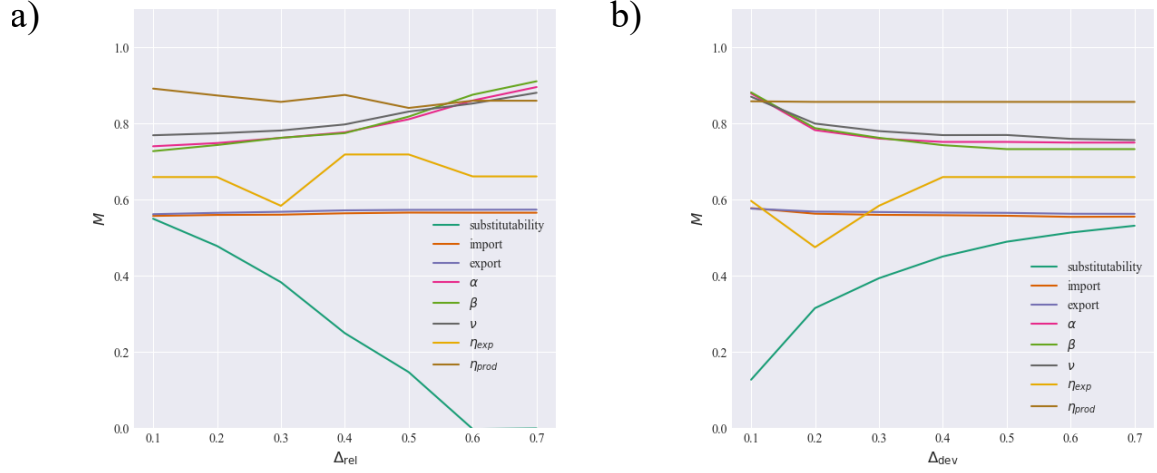 a)
1.0
0.8
0.6
0.4
0.2
0.0
M
0.1 0.2 0.3 0.4 0.5 0.6 0.7
Δrel
substitutability
import
export
α
β
ν
ηexp
ηprod
b)
1.0
0.8
0.6
0.4
0.2
0.0
M
0.1 0.2 0.3 0.4 0.5 0.6 0.7
Δdev
substitutability
import
export
α
β
ν
ηexp
ηprod